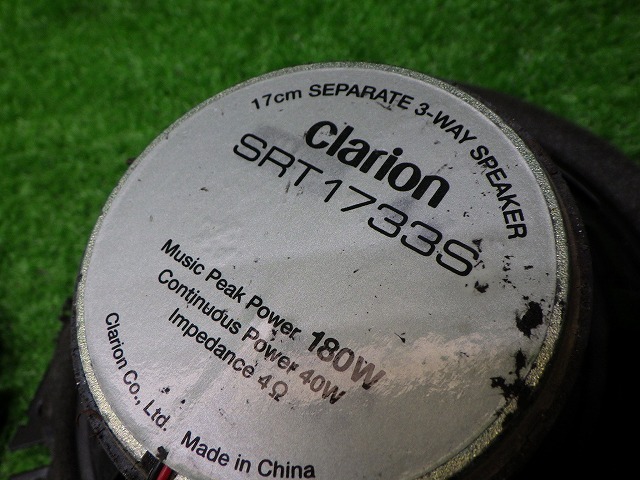 17cm SEPARATE 3-WAY SPEAKER
Clarion
SRT1733S
Music Peak Power 180W
Continuous Power 40W
Impedance 4Ω
Clarion Co., Ltd. Made in China